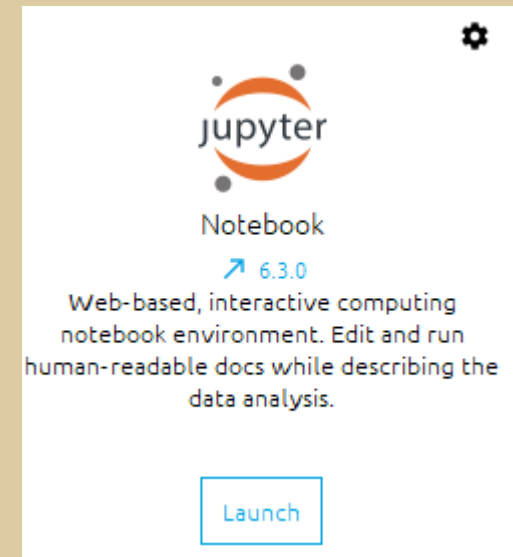 jupyter
Notebook
6.3.0
Web-based, interactive computing
notebook environment. Edit and run
human-readable docs while describing the
data analysis.
Launch